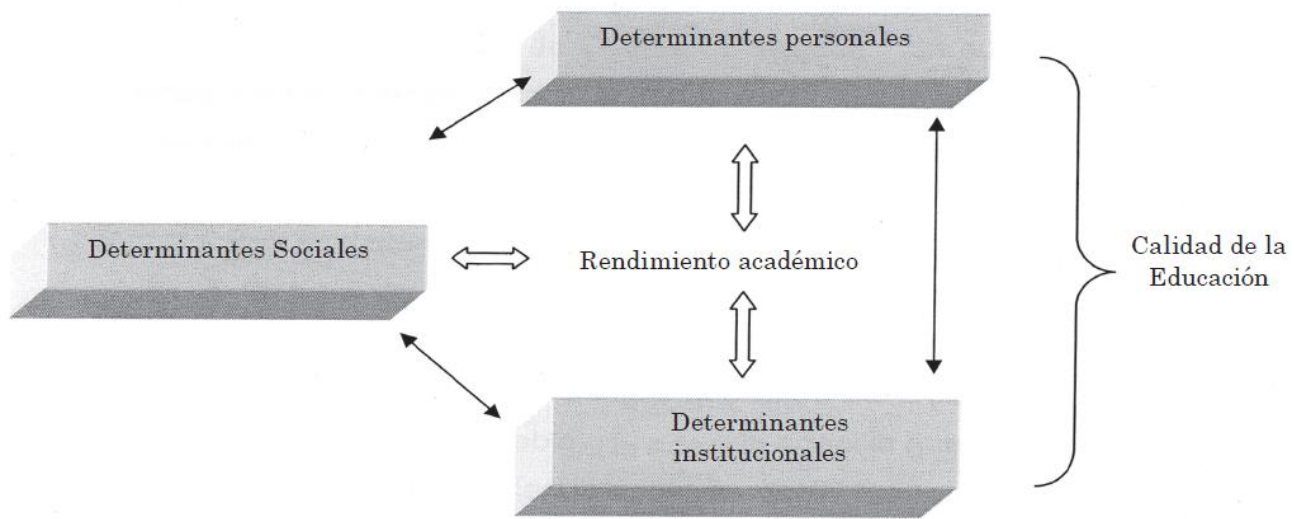 Determinantes personales
Determinantes Sociales
Rendimiento académico
Calidad de la
Educación
Determinantes
institucionales